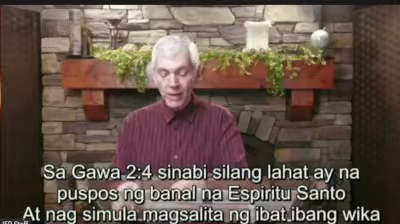 Sa Gawa 2:4 sinabi silang lahat ay na
puspos ng banal na Espiritu Santo
At nag simula magsalita ng ibat,ibang wika